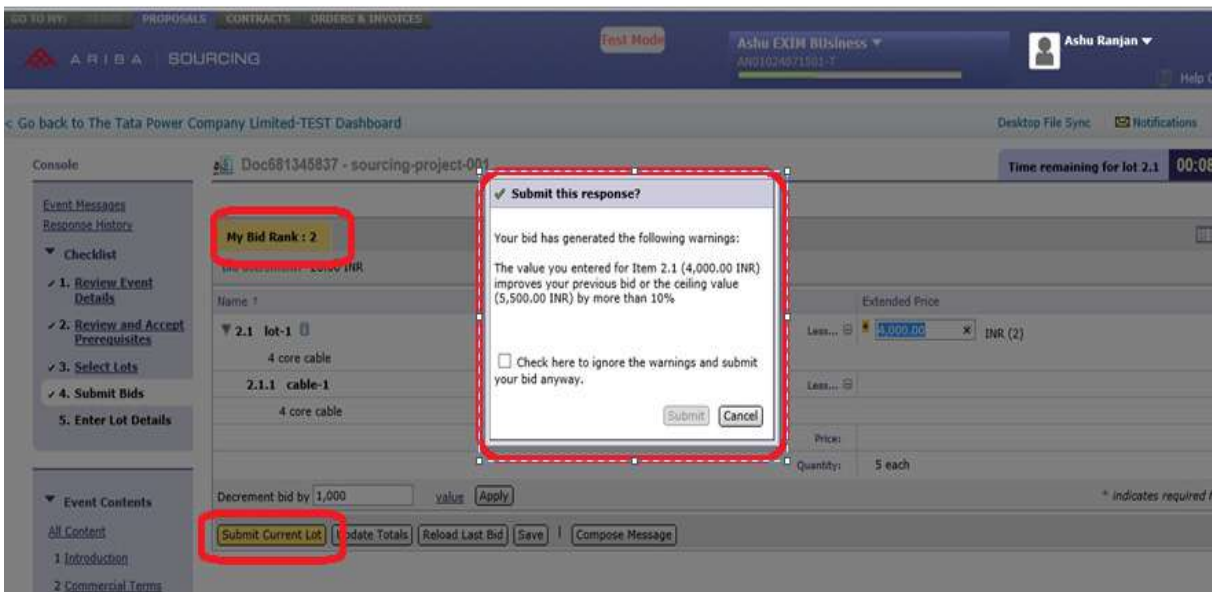 GO TO MY:
PROPOSALS
CONTRACTS
ORDERS & INVOICES
Test Mode
ARIBA SOURCING
Ashu EXIM BUsiness
AN01024071501-T
Ashu Ranjan
Help
< Go back to The Tata Power Company Limited-TEST Dashboard
Desktop File Sync
Notifications
Console
Doc681345837 - sourcing-project-001
Time remaining for lot 2.1
00:08
Event Messages
Response History
Checklist
1. Review Event Details
2. Review and Accept Prerequisites
3. Select Lots
4. Submit Bids
5. Enter Lot Details
Event Contents
All Content
1 Introduction
2 Commercial Terms
My Bid Rank : 2
INR
Name ↑
Extended Price
2.1 lot-1
Less...
4,000.00
INR (2)
4 core cable
2.1.1 cable-1
Less...
4 core cable
Price:
Quantity:
5 each
Decrement bid by
1,000
value
Apply
* indicates required
Submit Current Lot
Update Totals
Reload Last Bid
Save
|
Compose Message
Submit this response?
Your bid has generated the following warnings:
The value you entered for Item 2.1 (4,000.00 INR)
improves your previous bid or the ceiling value
(5,500.00 INR) by more than 10%
Check here to ignore the warnings and submit
your bid anyway.
Submit
Cancel